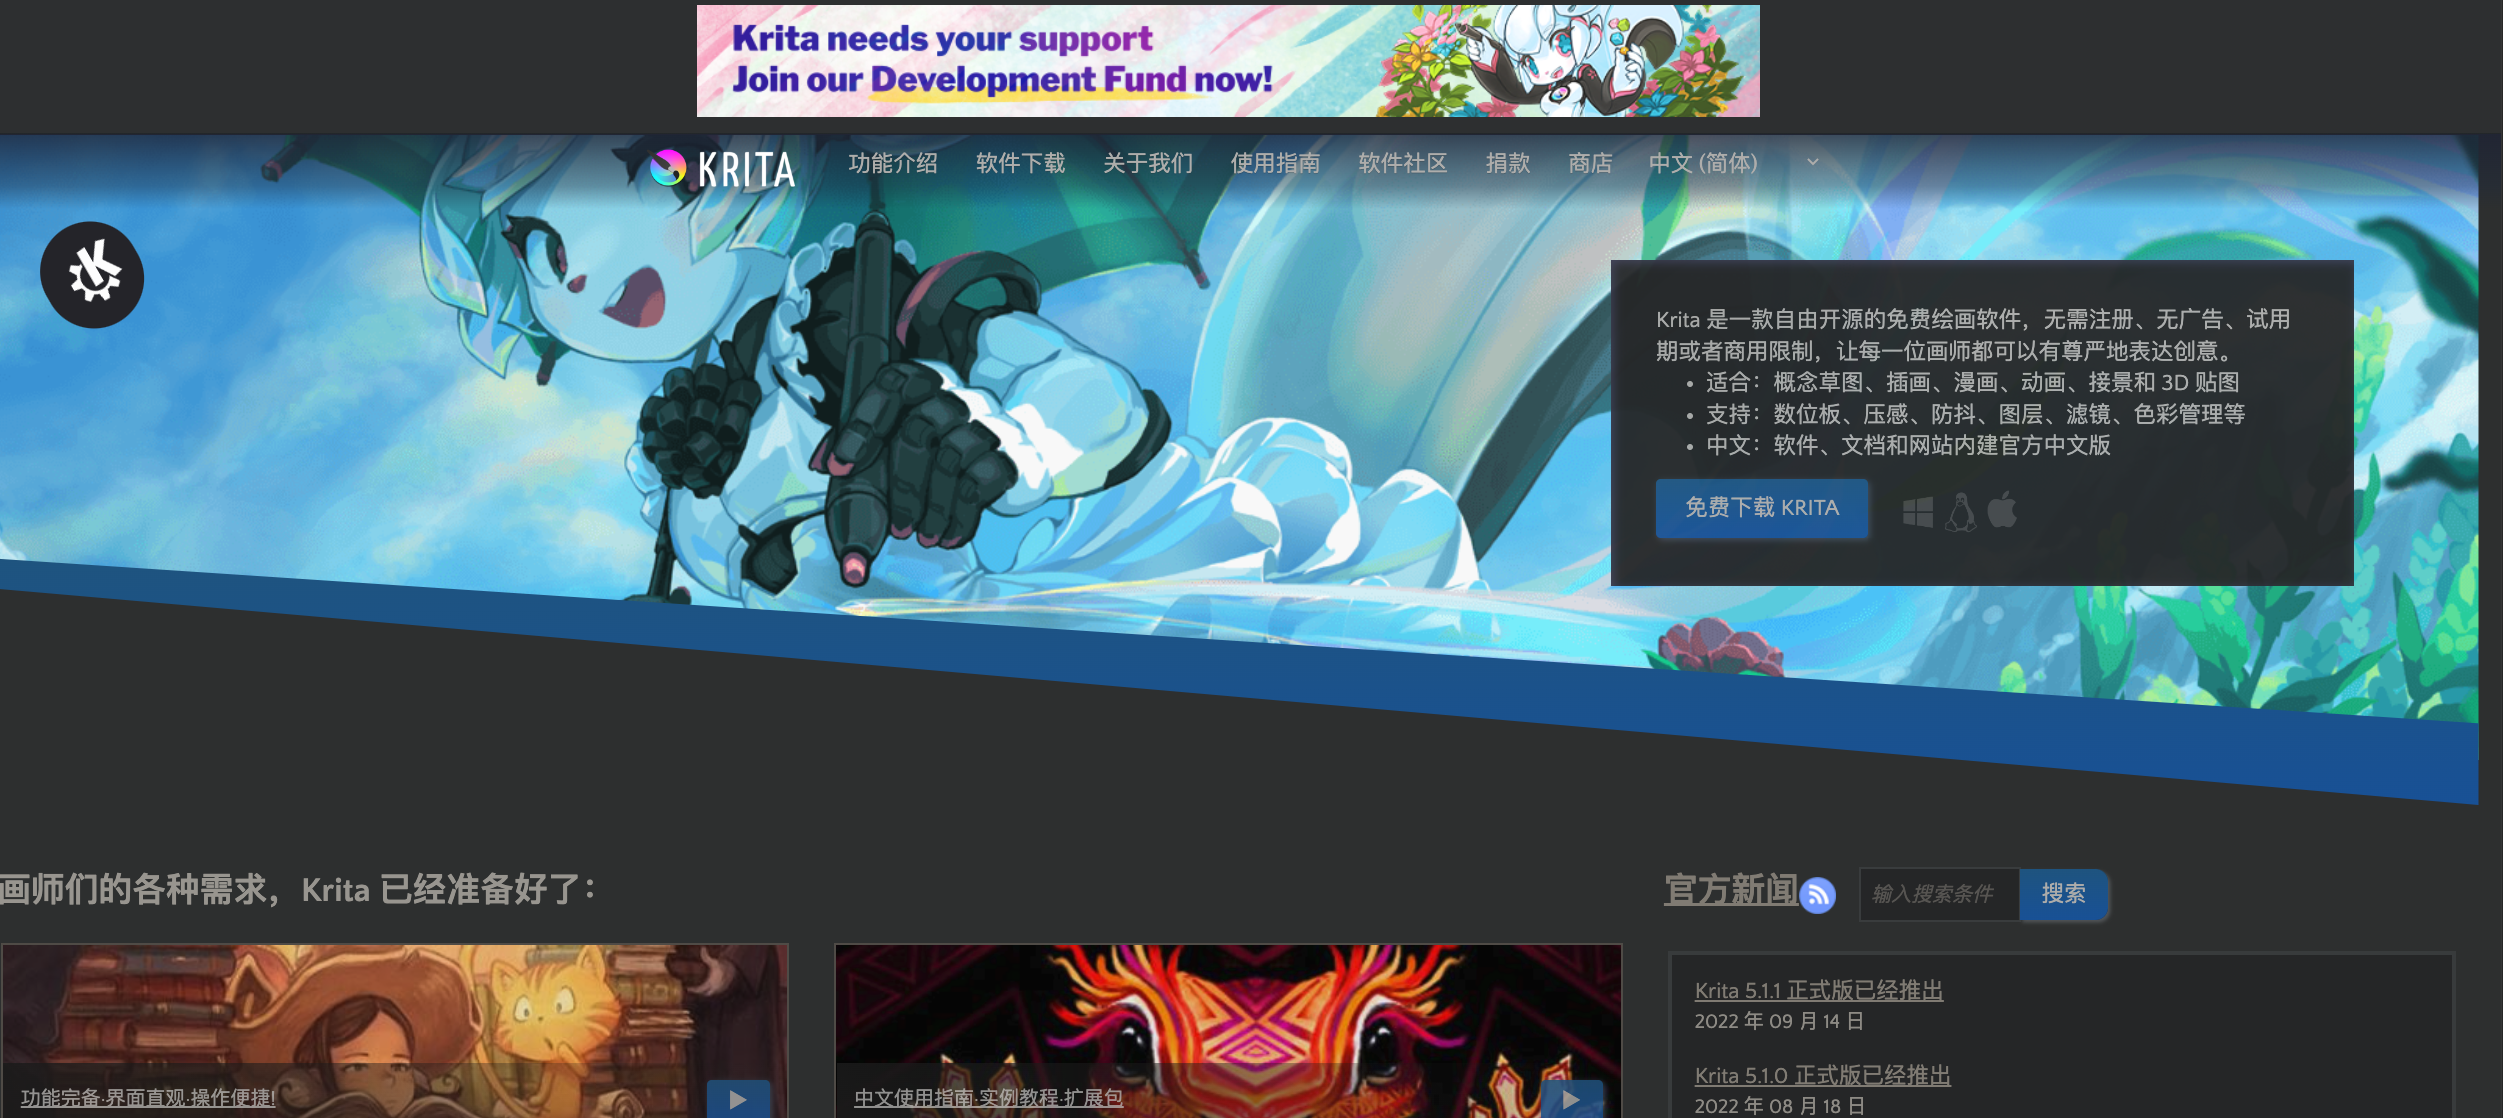 Krita needs your support
Join our Development Fund now!
KRITA
功能介绍
软件下载
关于我们
使用指南
软件社区
捐款
商店
中文 (简体)
Krita 是一款自由开源的免费绘画软件，无需注册、无广告、试用
期或者商用限制，让每一位画师都可以有尊严地表达创意。
• 适合：概念草图、插画、漫画、动画、接景和 3D 贴图
• 支持：数位板、压感、防抖、图层、滤镜、色彩管理等
• 中文：软件、文档和网站内建官方中文版
免费下载 KRITA
画师们的各种需求，Krita 已经准备好了：
功能完备·界面直观·操作便捷!
中文使用指南·实例教程·扩展包
官方新闻
输入搜索条件
搜索
Krita 5.1.1 正式版已经推出
2022 年 09 月 14 日
Krita 5.1.0 正式版已经推出
2022 年 08 月 18 日